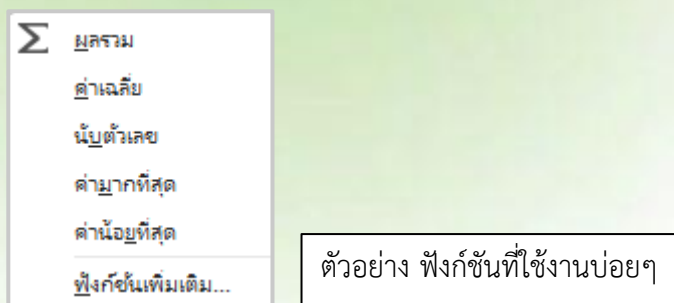 Σ ผลรวม
ค่าเฉลี่ย
นับตัวเลข
ค่ามากที่สุด
ค่าน้อยที่สุด
ฟังก์ชันเพิ่มเติม...
ตัวอย่าง ฟังก์ชันที่ใช้งานบ่อยๆ